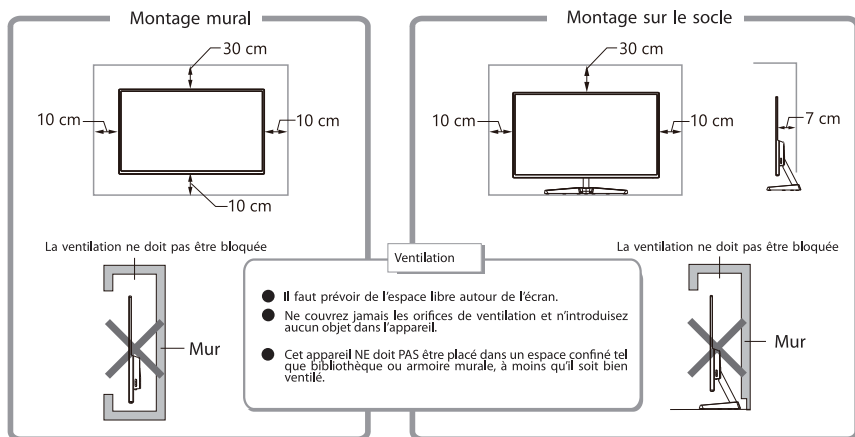 Montage mural
30 cm
10 cm
10 cm
10 cm
La ventilation ne doit pas être bloquée
Mur
Montage sur le socle
30 cm
10 cm
10 cm
7 cm
La ventilation ne doit pas être bloquée
Mur
Ventilation
● Il faut prévoir de l'espace libre autour de l'écran.
● Ne couvrez jamais les orifices de ventilation et n'introduisez
aucun objet dans l'appareil.
● Cet appareil NE doit PAS être placé dans un espace confiné tel
que bibliothèque ou armoire murale, à moins qu'il soit bien
ventilé.